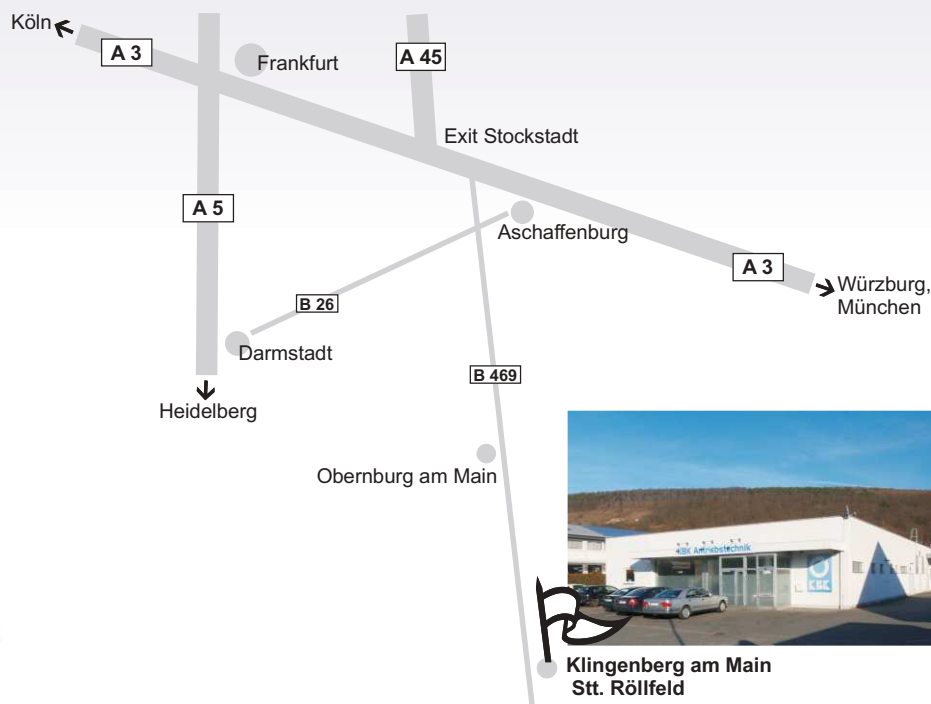 Köln
A 3
Frankfurt
A 45
Exit Stockstadt
A 5
Aschaffenburg
A 3
Würzburg,
München
B 26
Darmstadt
B 469
Heidelberg
Obernburg am Main
KBK Antriebstechnik
KBK
Klingenberg am Main
Stt. Röllfeld